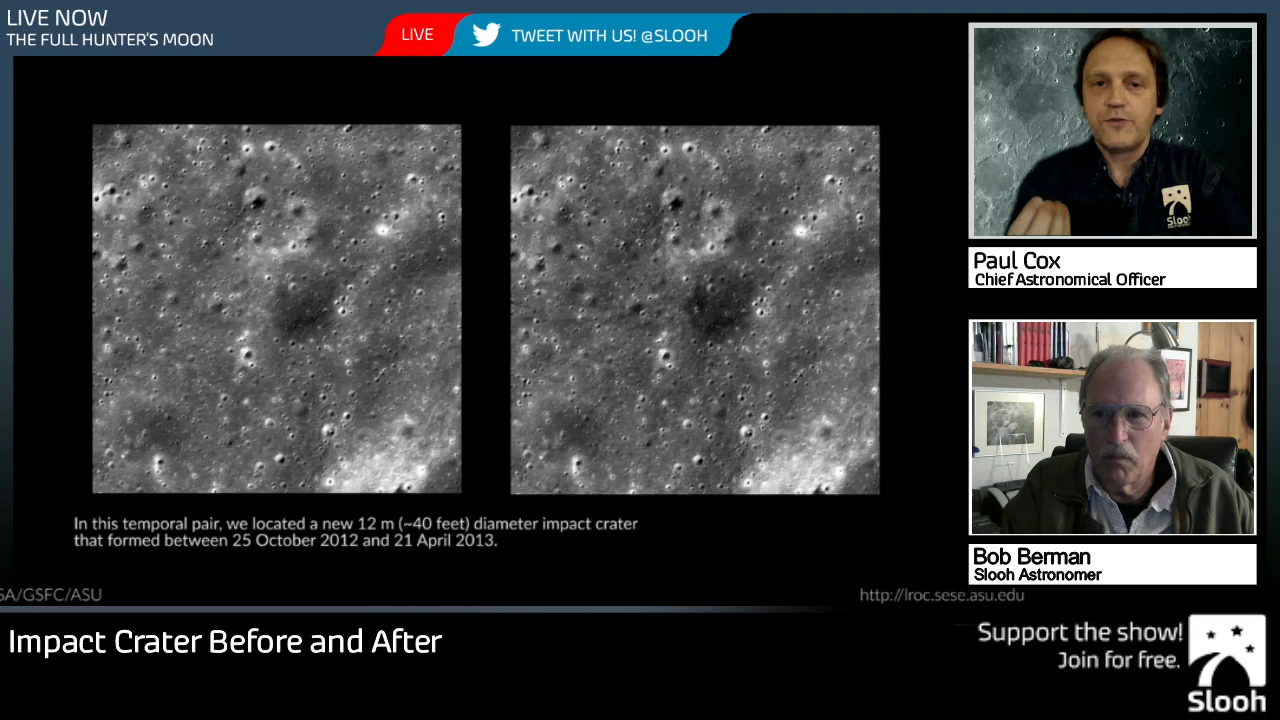 LIVE NOW
THE FULL HUNTER'S MOON
LIVE
TWEET WITH US! @SLOOH
Slooh
Paul Cox
Chief Astronomical Officer
Bob Berman
Slooh Astronomer
In this temporal pair, we located a new 12 m (~40 feet) diameter impact crater
that formed between 25 October 2012 and 21 April 2013.
SA/GSFC/ASU
http://lroc.sese.asu.edu
Impact Crater Before and After
Support the show!
Join for free.
Slooh